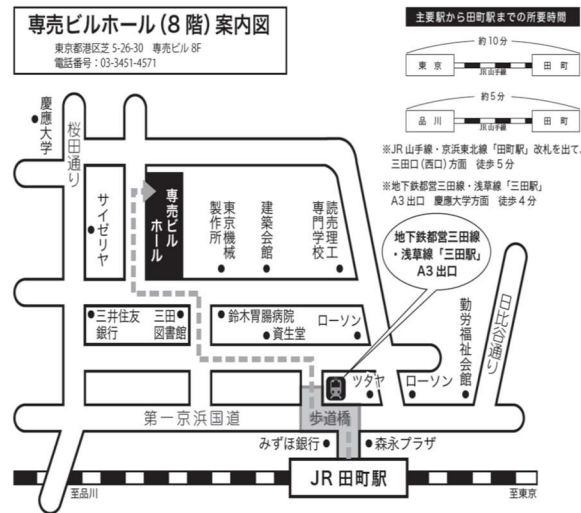 専売ビルホール(8階)案内図
東京都港区芝 5-26-30 専売ビル 8F
電話番号:03-3451-4571
主要駅から田町駅までの所要時間
約10分
東京
田町
JR山手線
約5分
品川
田町
JR山手線
※JR山手線・京浜東北線「田町駅」改札を出て、
三田口(西口)方面 徒歩5分
※地下鉄都営三田線・浅草線「三田駅」
A3出口 慶應大学方面 徒歩4分
慶應大学
桜田通り
サイゼリヤ
専売ビル
ホール
東京機械
製作所
建築会館
読売理工
専門学校
地下鉄都営三田線
・浅草線「三田駅」
A3 出口
三井住友
銀行
三田
図書館
鈴木胃腸病院
資生堂
ローソン
勤労福祉会館
日比谷通り
ツタヤ
ローソン
第一京浜国道
歩道橋
みずほ銀行
森永プラザ
JR 田町駅
至品川
至東京